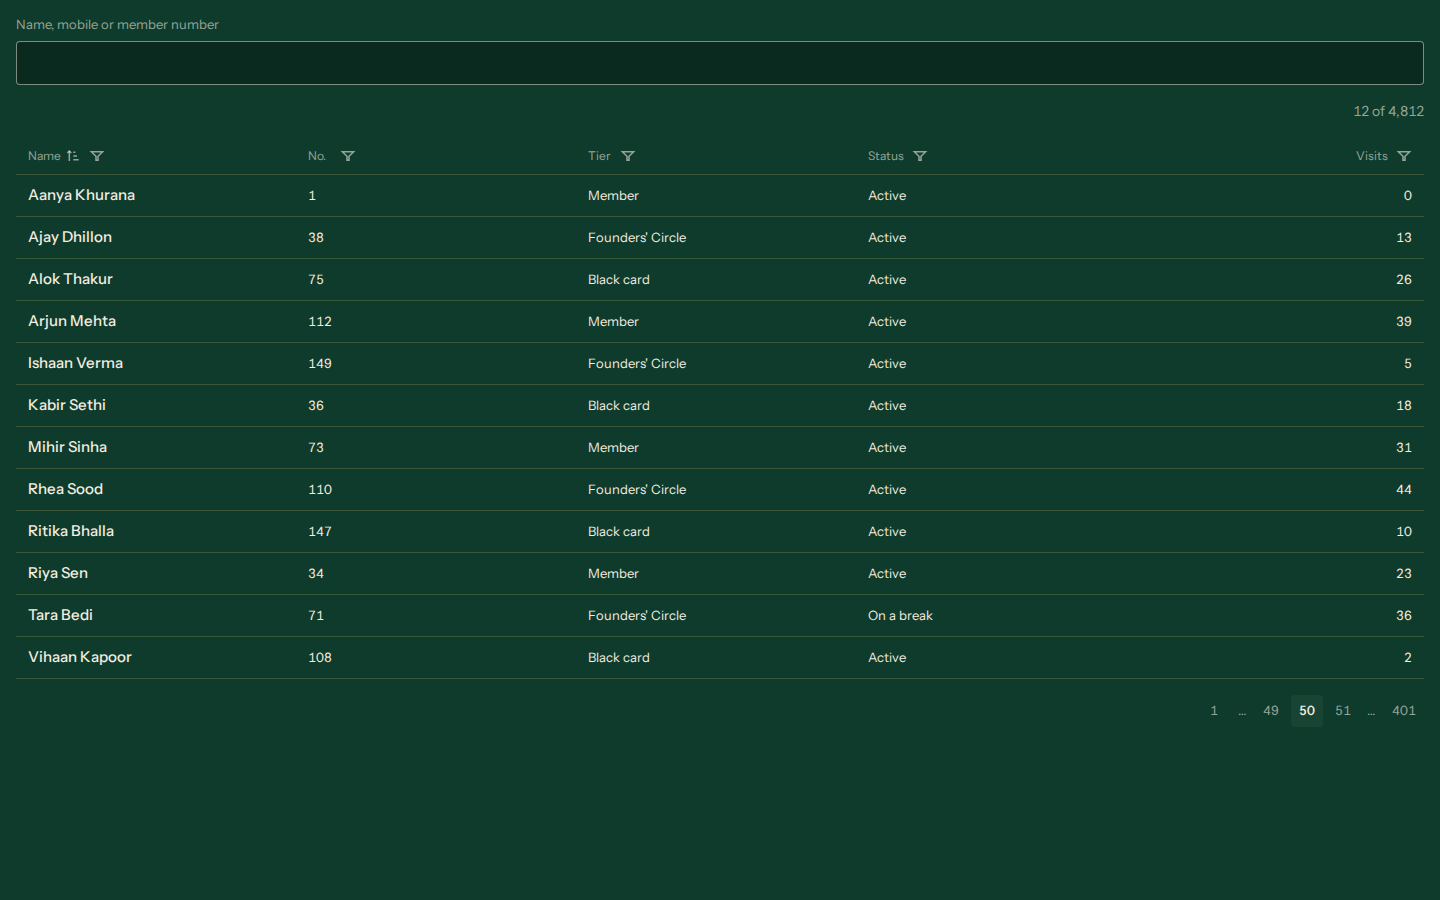 Name, mobile or member number
12 of 4,812
Name No. Tier Status Visits
Aanya Khurana 1 Member Active 0
Ajay Dhillon 38 Founders' Circle Active 13
Alok Thakur 75 Black card Active 26
Arjun Mehta 112 Member Active 39
Ishaan Verma 149 Founders' Circle Active 5
Kabir Sethi 36 Black card Active 18
Mihir Sinha 73 Member Active 31
Rhea Sood 110 Founders' Circle Active 44
Ritika Bhalla 147 Black card Active 10
Riya Sen 34 Member Active 23
Tara Bedi 71 Founders' Circle On a break 36
Vihaan Kapoor 108 Black card Active 2
1 … 49 50 51 … 401